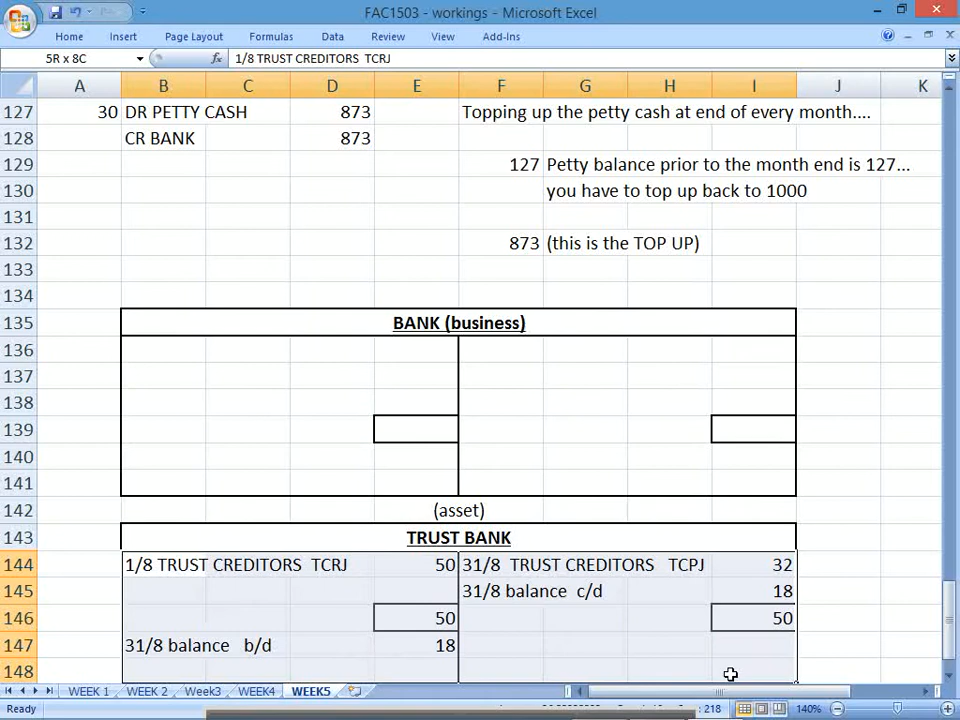 FAC1503 - workings - Microsoft Excel
Home Insert Page Layout Formulas Data Review View Add-Ins
5R x 8C fx 1/8 TRUST CREDITORS TCRJ
A B C D E F G H I J K
127 30 DR PETTY CASH 873 Topping up the petty cash at end of every month....
128 CR BANK 873
129 127 Petty balance prior to the month end is 127...
130 you have to top up back to 1000
131
132 873 (this is the TOP UP)
133
134
135 BANK (business)
136
137
138
139
140
141
142 (asset)
143 TRUST BANK
144 1/8 TRUST CREDITORS TCRJ 50 31/8 TRUST CREDITORS TCPJ 32
145 31/8 balance c/d 18
146 50 50
147 31/8 balance b/d 18
148
WEEK 1 WEEK 2 Week3 WEEK4 WEEK5
Ready : 218 140%